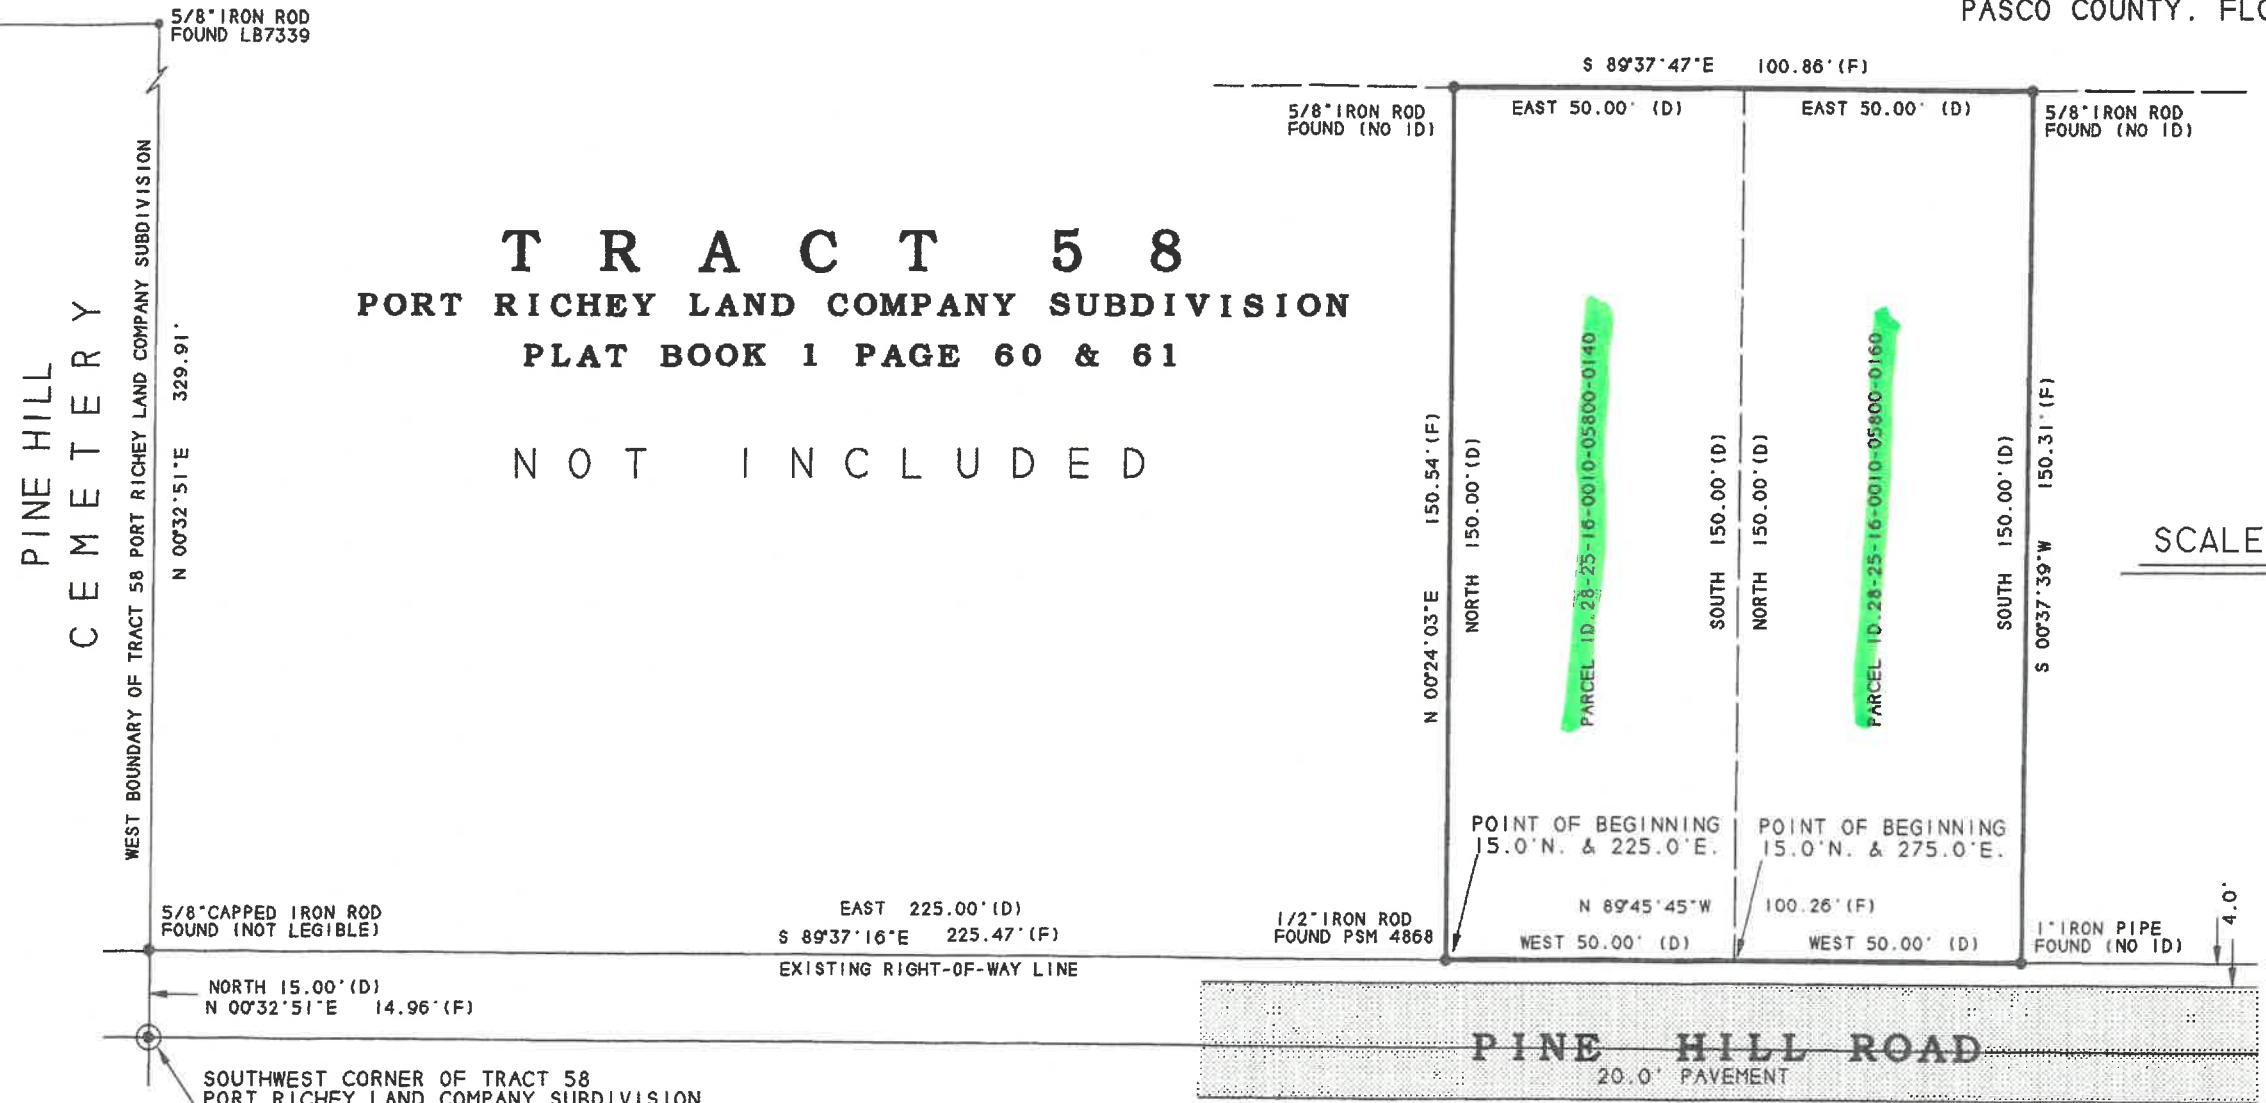 5/8"IRON ROD
FOUND LB7339
PASCO COUNTY. FLO
S 89°37'47"E 100.86'(F)
5/8"IRON ROD
FOUND (NO ID)
EAST 50.00' (D)
EAST 50.00' (D)
5/8"IRON ROD
FOUND (NO ID)
TRACT 58
PORT RICHEY LAND COMPANY SUBDIVISION
PLAT BOOK 1 PAGE 60 & 61
NOT INCLUDED
PINE HILL
CEMETERY
WEST BOUNDARY OF TRACT 58 PORT RICHEY LAND COMPANY SUBDIVISION
N 00°32'51"E 329.91'
N 00°24'03"E 150.54'(F)
NORTH 150.00'(D)
PARCEL ID.28-25-16-0010-05800-0140
SOUTH 150.00'(D)
NORTH 150.00'(D)
PARCEL ID.28-25-16-0010-05800-0160
SOUTH 150.00'(D)
S 00°37'39"W 150.31'(F)
SCALE
POINT OF BEGINNING
15.0'N. & 225.0'E.
POINT OF BEGINNING
15.0'N. & 275.0'E.
5/8"CAPPED IRON ROD
FOUND (NOT LEGIBLE)
EAST 225.00'(D)
S 89°37'16"E 225.47'(F)
EXISTING RIGHT-OF-WAY LINE
1/2"IRON ROD
FOUND PSM 4868
N 89°45'45"W 100.26'(F)
WEST 50.00' (D)
WEST 50.00' (D)
1"IRON PIPE
FOUND (NO ID)
4.0'
NORTH 15.00'(D)
N 00°32'51"E 14.96'(F)
PINE HILL ROAD
20.0' PAVEMENT
SOUTHWEST CORNER OF TRACT 58
PORT RICHEY LAND COMPANY SUBDIVISION